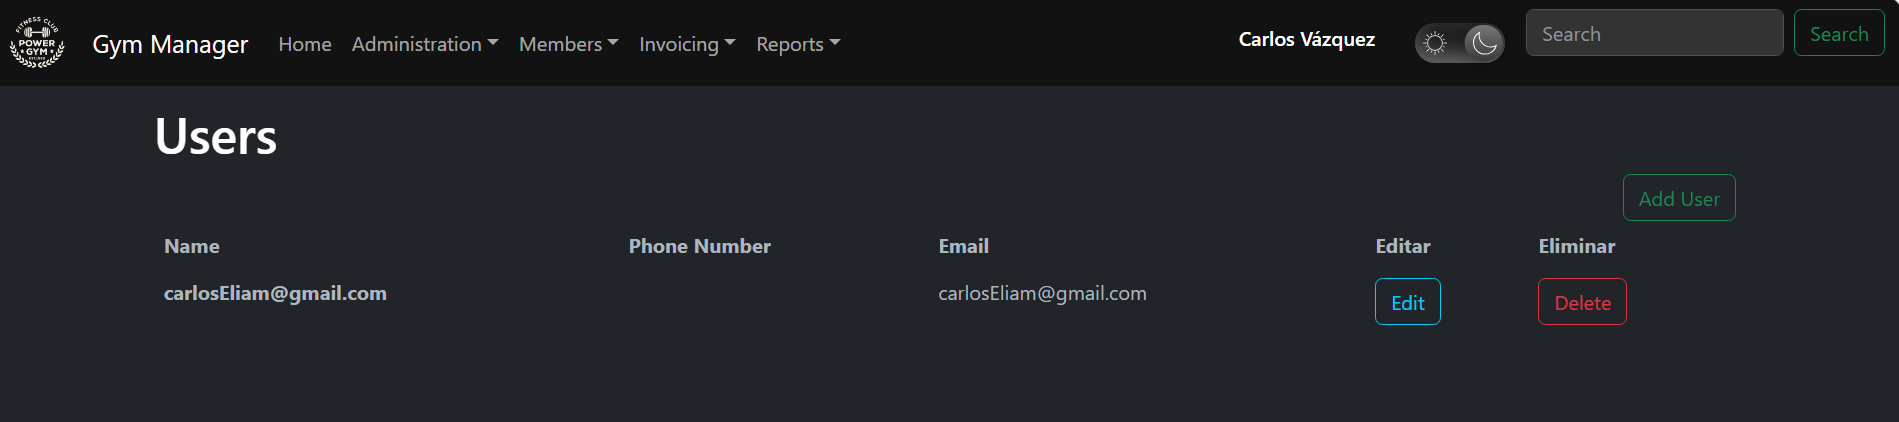 FITNESS CLUB
POWER
GYM
Gym Manager Home Administration Members Invoicing Reports Carlos Vázquez Search Search
Users
Add User
Name Phone Number Email Editar Eliminar
carlosEliam@gmail.com carlosEliam@gmail.com Edit Delete